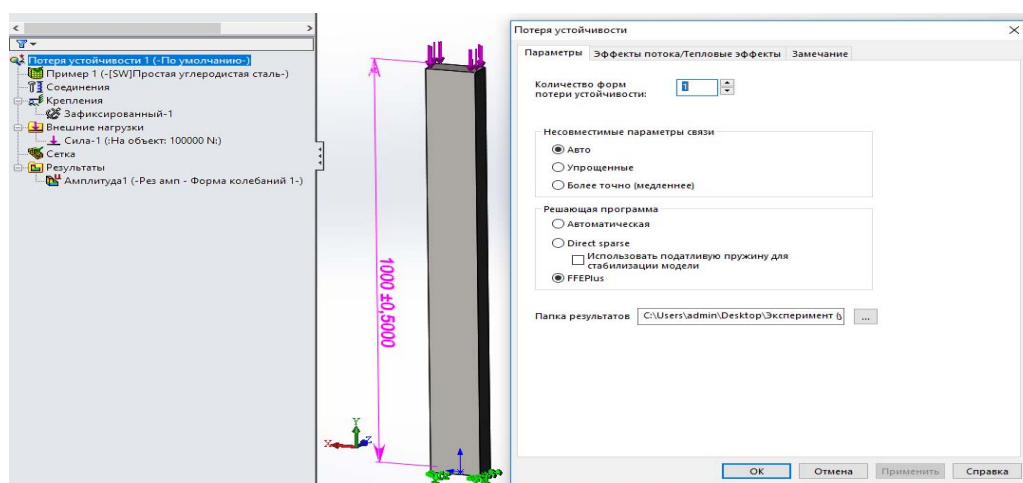 Потеря устойчивости 1 (-По умолчанию-)
Пример 1 (-[SW]Простая углеродистая сталь-)
Соединения
Крепления
Зафиксированный-1
Внешние нагрузки
Сила-1 (:На объект: 100000 N:)
Сетка
Результаты
Амплитуда1 (-Рез амп - Форма колебаний 1-)
1000 ±0,5000
Y
X
Z
Потеря устойчивости
Параметры Эффекты потока/Тепловые эффекты Замечание
Количество форм
потери устойчивости:
1
Несовместимые параметры связи
Авто
Упрощенные
Более точно (медленнее)
Решающая программа
Автоматическая
Direct sparse
Использовать податливую пружину для
стабилизации модели
FFEPlus
Папка результатов C:\Users\admin\Desktop\Эксперимент ...
ОК Отмена Применить Справка